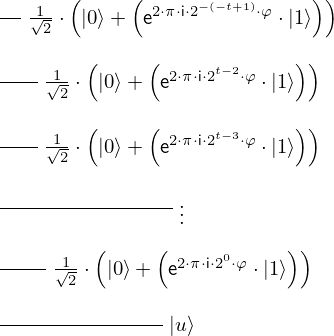 1/√2 · (|0⟩ + (e^{2·π·i·2^{-(-t+1)}·φ} · |1⟩))
1/√2 · (|0⟩ + (e^{2·π·i·2^{t-2}·φ} · |1⟩))
1/√2 · (|0⟩ + (e^{2·π·i·2^{t-3}·φ} · |1⟩))
⋮
1/√2 · (|0⟩ + (e^{2·π·i·2^{0}·φ} · |1⟩))
|u⟩